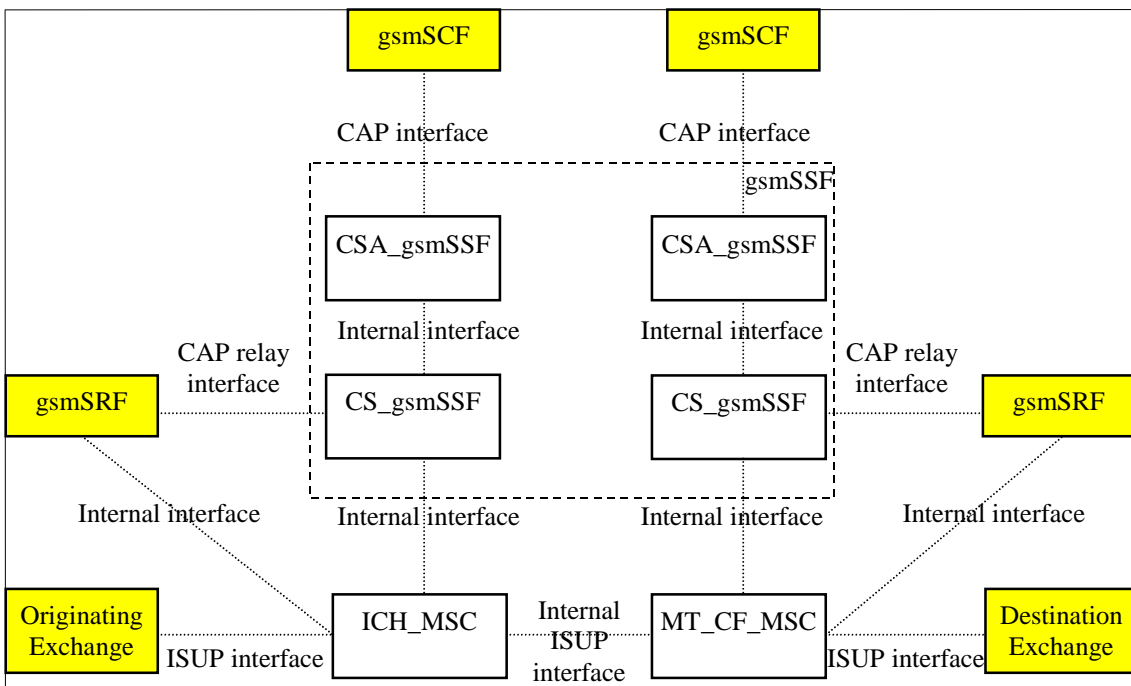 gsmSCF
gsmSCF
CAP interface
CAP interface
gsmSSF
CSA_gsmSSF
CSA_gsmSSF
Internal interface
Internal interface
CAP relay
interface
CAP relay
interface
gsmSRF
CS_gsmSSF
CS_gsmSSF
gsmSRF
Internal interface
Internal interface
Internal interface
Internal interface
Originating
Exchange
ISUP interface
ICH_MSC
Internal
ISUP
interface
MT_CF_MSC
ISUP interface
Destination
Exchange